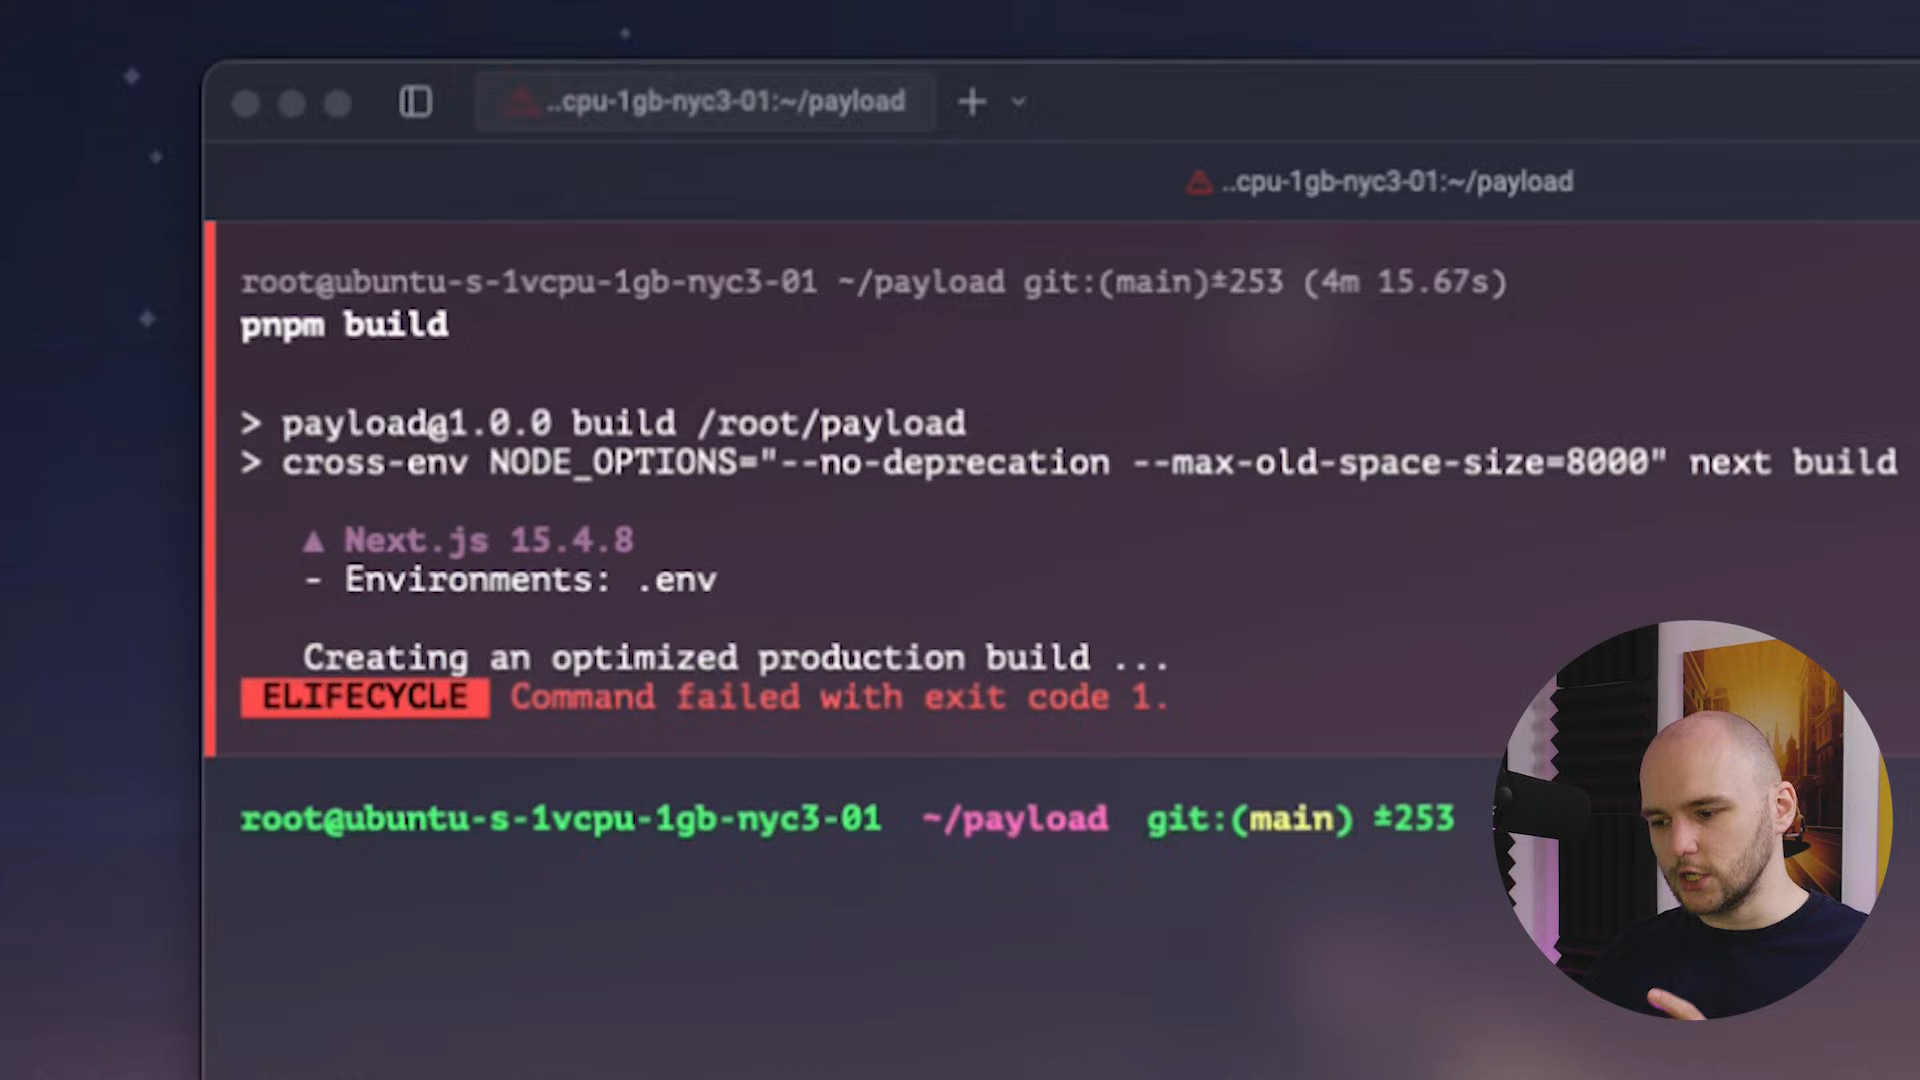 ..cpu-1gb-nyc3-01:~/payload
..cpu-1gb-nyc3-01:~/payload
root@ubuntu-s-1vcpu-1gb-nyc3-01 ~/payload git:(main)±253 (4m 15.67s)
pnpm build
> payload@1.0.0 build /root/payload
> cross-env NODE_OPTIONS="--no-deprecation --max-old-space-size=8000" next build
▲ Next.js 15.4.8
- Environments: .env
Creating an optimized production build ...
ELIFECYCLE Command failed with exit code 1.
root@ubuntu-s-1vcpu-1gb-nyc3-01 ~/payload git:(main) ±253